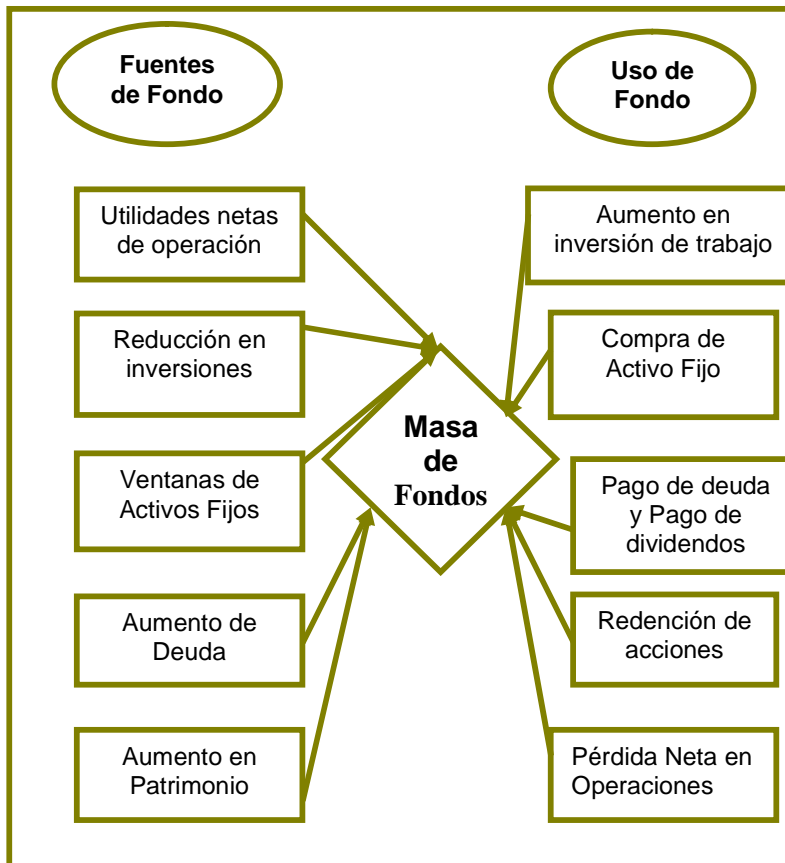 Fuentes
de Fondo
Uso de
Fondo
Utilidades netas
de operación
Aumento en
inversión de trabajo
Reducción en
inversiones
Compra de
Activo Fijo
Masa
de
Fondos
Ventanas de
Activos Fijos
Pago de deuda
y Pago de
dividendos
Aumento de
Deuda
Redención de
acciones
Aumento en
Patrimonio
Pérdida Neta en
Operaciones